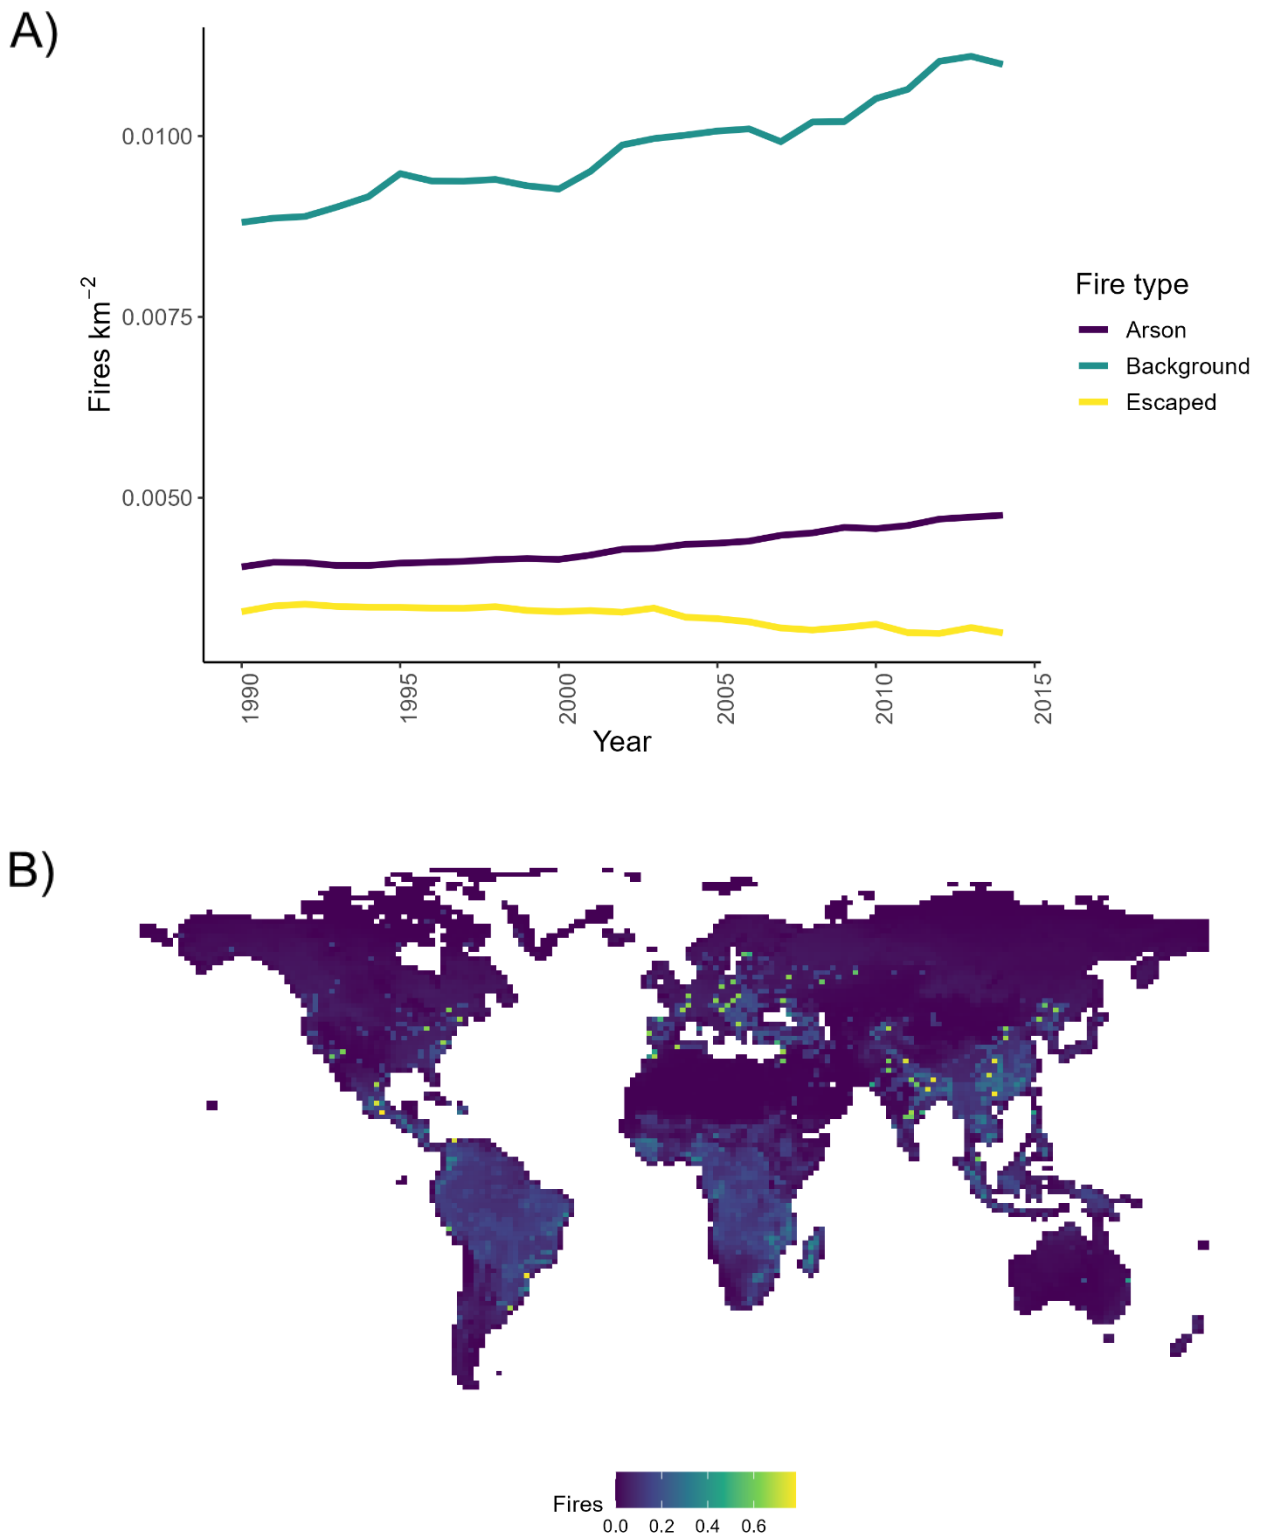 A)
0.0100
0.0075
0.0050
Fires km⁻²
1990
1995
2000
2005
2010
2015
Year
Fire type
Arson
Background
Escaped
B)
Fires
0.0 0.2 0.4 0.6